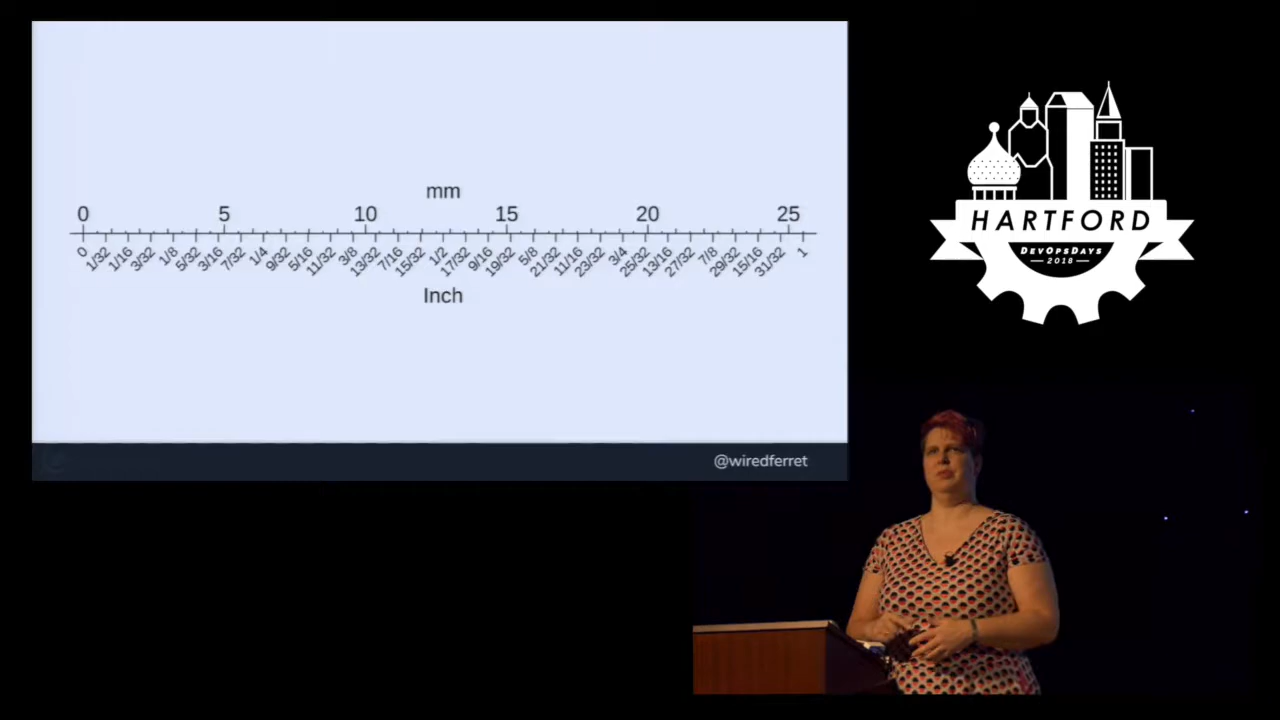 mm
0 5 10 15 20 25
0 1/32 1/16 3/32 1/8 5/32 3/16 7/32 1/4 9/32 5/16 11/32 3/8 13/32 7/16 15/32 1/2 17/32 9/16 19/32 5/8 21/32 11/16 23/32 3/4 25/32 13/16 27/32 7/8 29/32 15/16 31/32 1
Inch
@wiredferret
HARTFORD
DEVOPSDAYS
2018